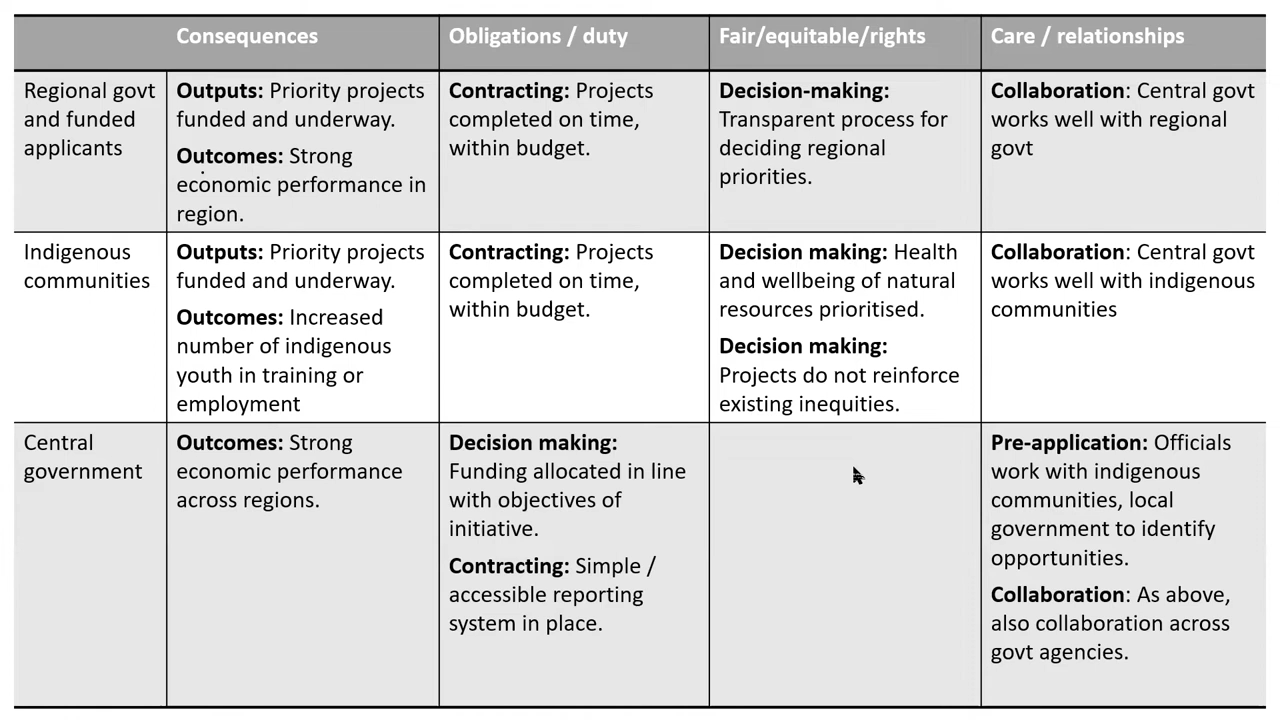 Consequences
Obligations / duty
Fair/equitable/rights
Care / relationships
Regional govt
and funded
applicants
Outputs: Priority projects
funded and underway.
Outcomes: Strong
economic performance in
region.
Contracting: Projects
completed on time,
within budget.
Decision-making:
Transparent process for
deciding regional
priorities.
Collaboration: Central govt
works well with regional
govt
Indigenous
communities
Outputs: Priority projects
funded and underway.
Outcomes: Increased
number of indigenous
youth in training or
employment
Contracting: Projects
completed on time,
within budget.
Decision making: Health
and wellbeing of natural
resources prioritised.
Decision making:
Projects do not reinforce
existing inequities.
Collaboration: Central govt
works well with indigenous
communities
Central
government
Outcomes: Strong
economic performance
across regions.
Decision making:
Funding allocated in line
with objectives of
initiative.
Contracting: Simple /
accessible reporting
system in place.
Pre-application: Officials
work with indigenous
communities, local
government to identify
opportunities.
Collaboration: As above,
also collaboration across
govt agencies.